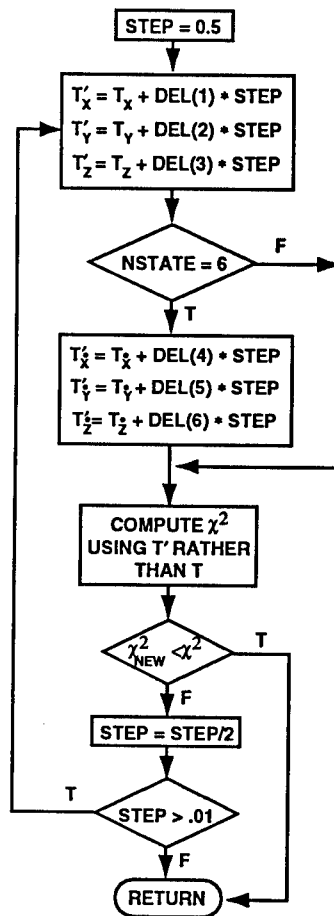 STEP = 0.5
T′X = TX + DEL(1) * STEP
T′Y = TY + DEL(2) * STEP
T′Z = TZ + DEL(3) * STEP
NSTATE = 6
F
T
T′Ẋ = TẊ + DEL(4) * STEP
T′Ẏ = TẎ + DEL(5) * STEP
T′Ż = TŻ + DEL(6) * STEP
COMPUTE χ²
USING T′ RATHER
THAN T
χ²NEW < χ²
T
F
STEP = STEP/2
T
STEP > .01
F
RETURN